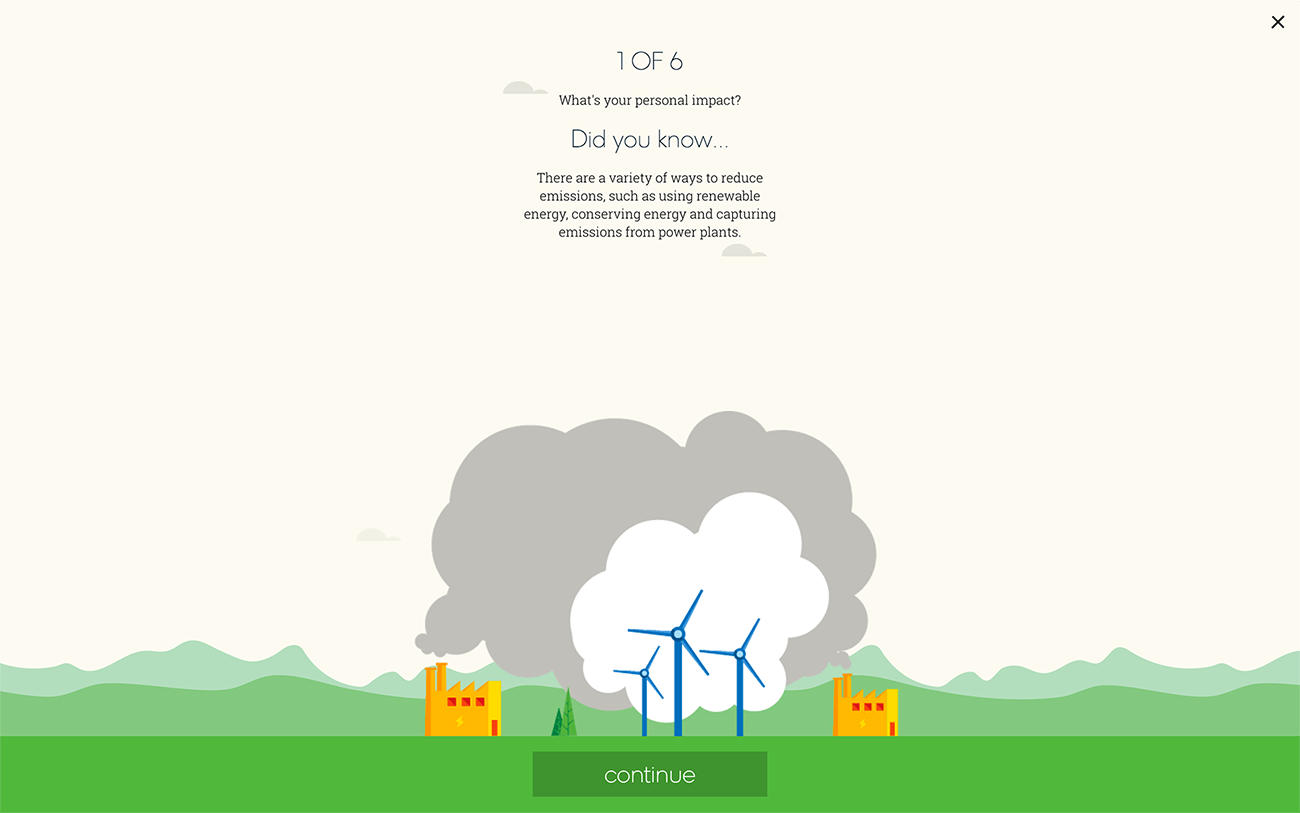 1 OF 6
What's your personal impact?
Did you know...
There are a variety of ways to reduce
emissions, such as using renewable
energy, conserving energy and capturing
emissions from power plants.
continue